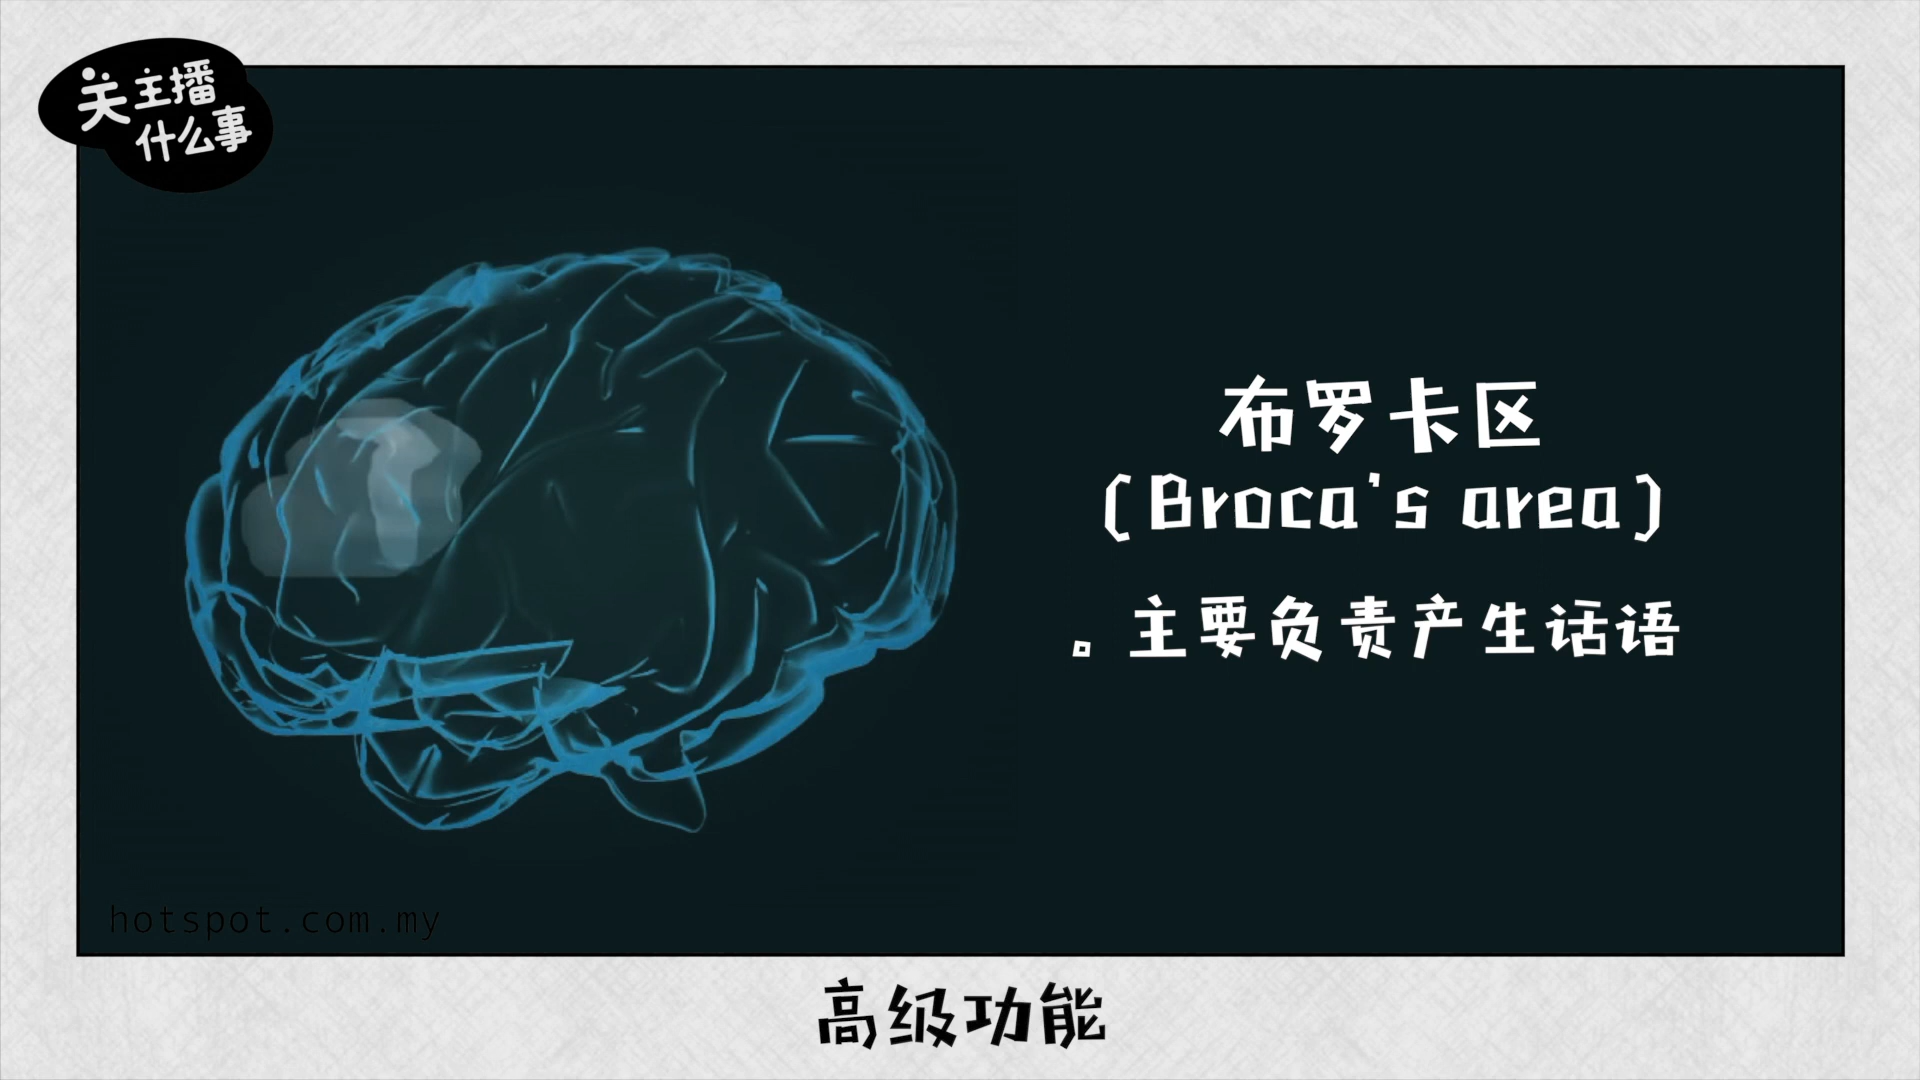 关主播
什么事
布罗卡区
(Broca's area)
。主要负责产生话语
hotspot.com.my
高级功能